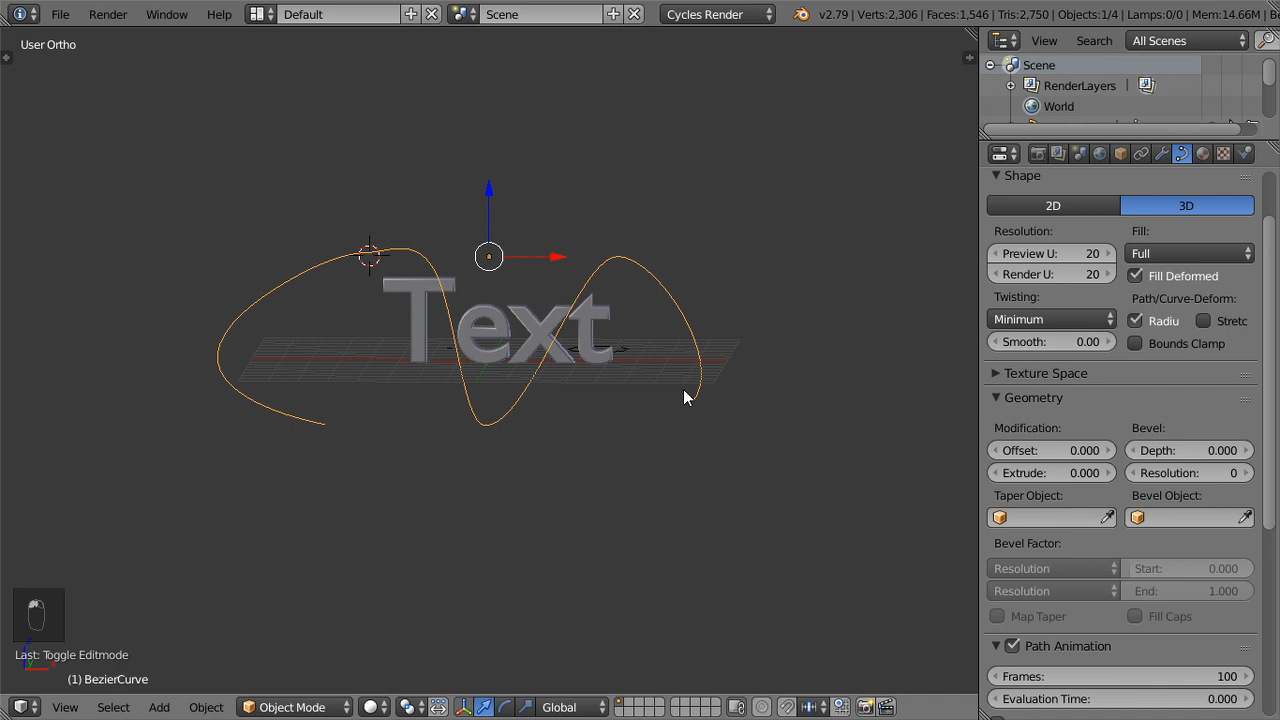 File Render Window Help Default Scene Cycles Render v2.79 | Verts:2,306 | Faces:1,546 | Tris:2,750 | Objects:1/4 | Lamps:0/0 | Mem:14.66M |
User Ortho
View Search All Scenes
Scene
RenderLayers
World
Shape
2D 3D
Resolution: Fill:
Preview U: 20 Full
Render U: 20 Fill Deformed
Twisting: Path/Curve-Deform:
Minimum Radiu Stretc
Smooth: 0.00 Bounds Clamp
Texture Space
Geometry
Modification: Bevel:
Offset: 0.000 Depth: 0.000
Extrude: 0.000 Resolution: 0
Taper Object: Bevel Object:
Bevel Factor:
Resolution Start: 0.000
Resolution End: 1.000
Map Taper Fill Caps
Path Animation
Frames: 100
Evaluation Time: 0.000
Text
Last: Toggle Editmode
(1) BezierCurve
View Select Add Object Object Mode Global